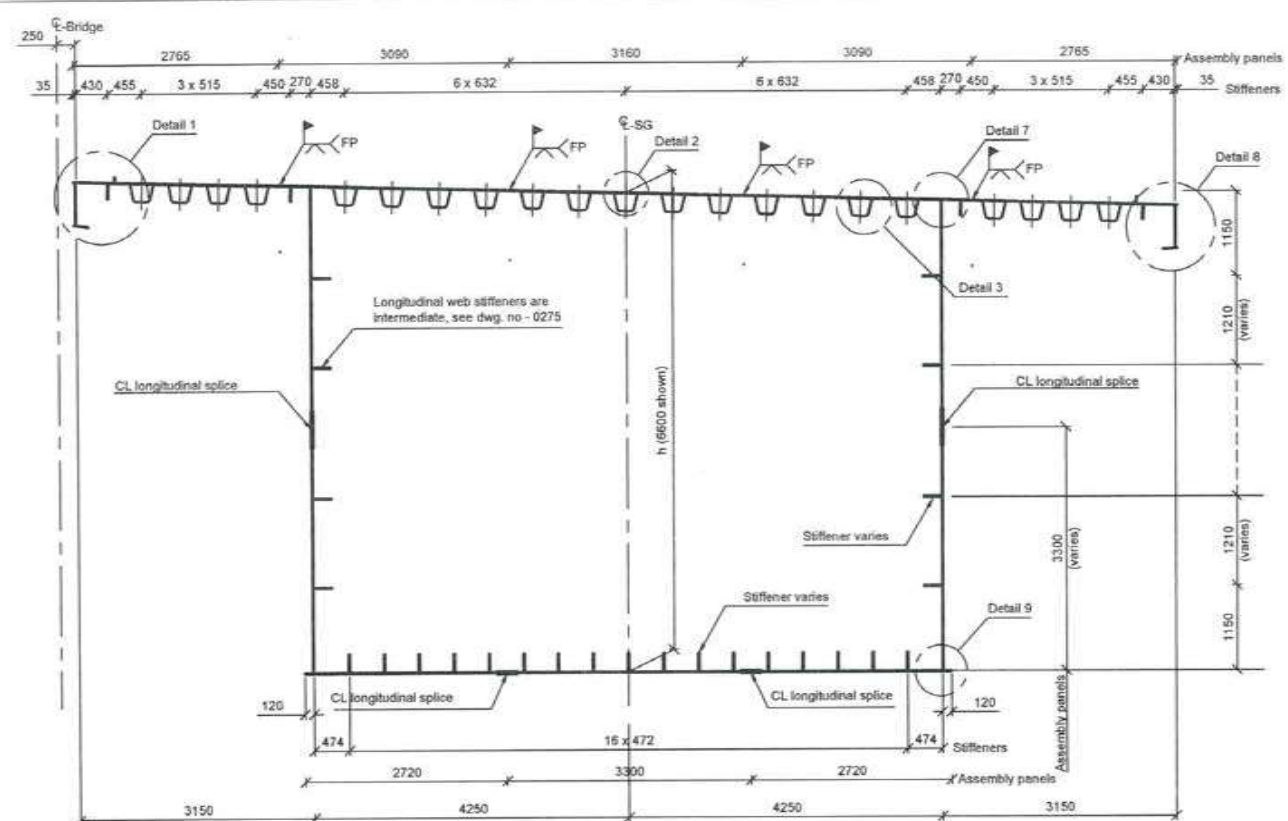 ℄-Bridge
250
2765 3090 3160 3090 2765 Assembly panels
35 430 455 3 x 515 450 270 458 6 x 632 6 x 632 458 270 450 3 x 515 455 430 35 Stiffeners
Detail 1
FP
FP
℄-SG
Detail 2
FP
Detail 7
FP
Detail 8
1150
Detail 3
Longitudinal web stiffeners are
intermediate, see dwg. no - 0275
1210
(varies)
CL longitudinal splice
CL longitudinal splice
h (6600 shown)
Stiffener varies
3300
(varies)
1210
(varies)
Stiffener varies
Detail 9
1150
CL longitudinal splice
CL longitudinal splice
120
120
474 16 x 472 474 Stiffeners
Assembly panels
2720 3300 2720 Assembly panels
3150 4250 4250 3150